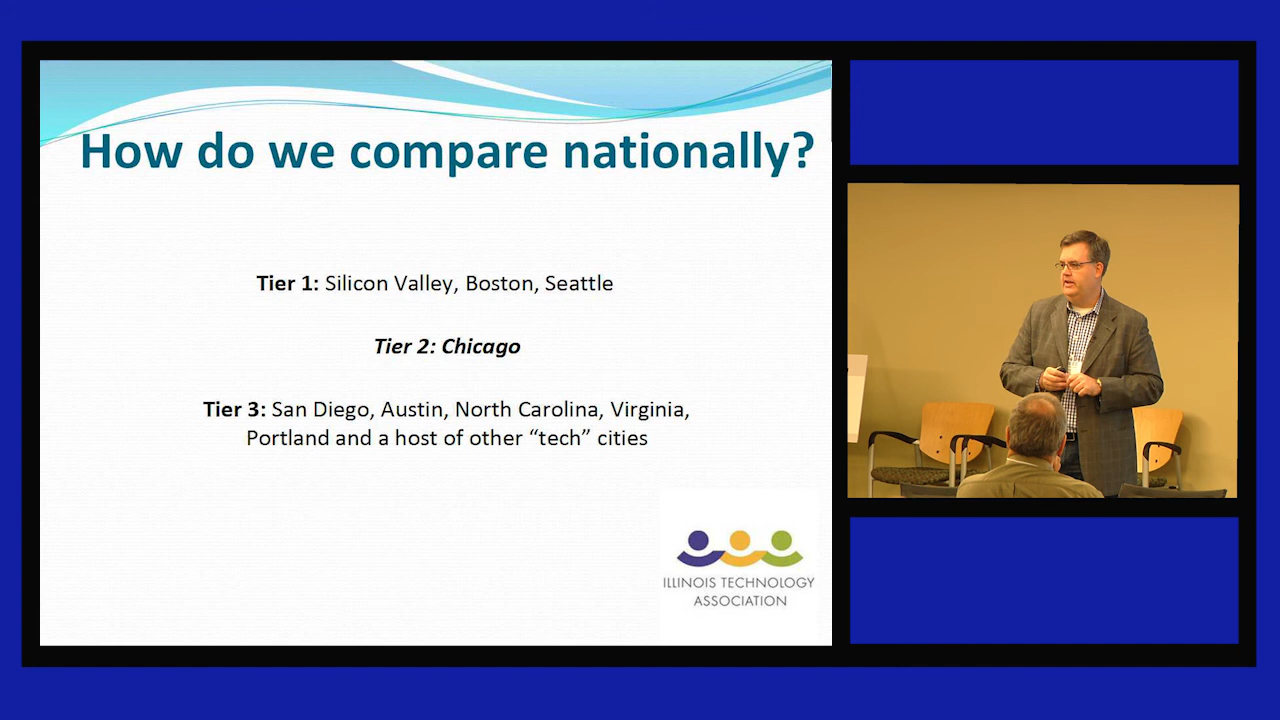 How do we compare nationally?
Tier 1: Silicon Valley, Boston, Seattle
Tier 2: Chicago
Tier 3: San Diego, Austin, North Carolina, Virginia,
Portland and a host of other “tech” cities
ILLINOIS TECHNOLOGY
ASSOCIATION